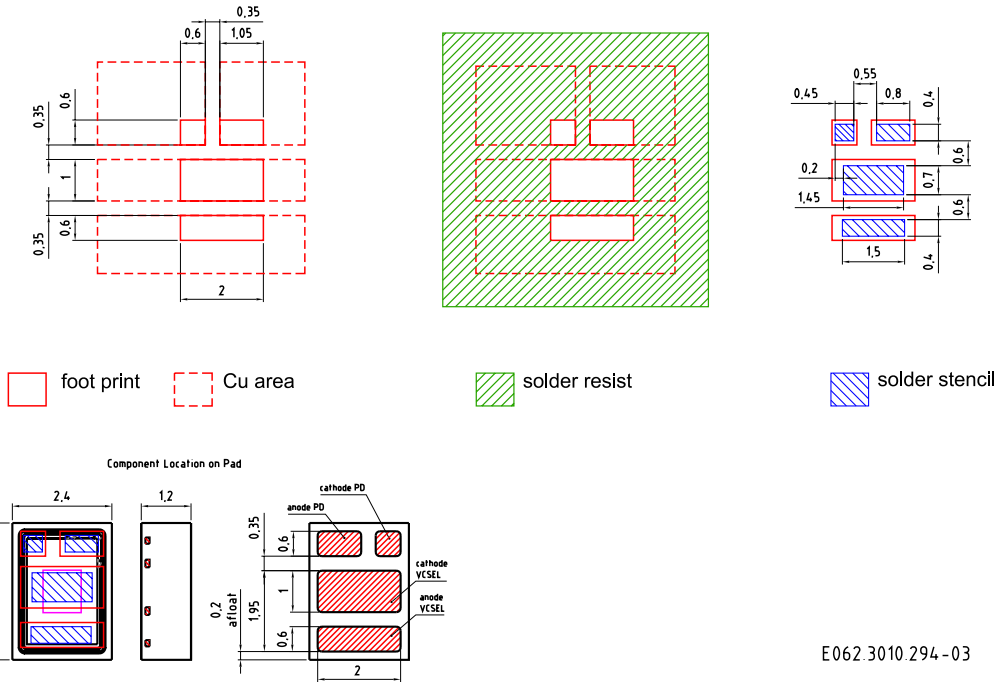 0,35
0,6
1,05
0,35
0,6
1
0,35
0,6
2
0,55
0,45
0,8
0,4
0,6
0,2
0,7
1,45
0,6
1,5
0,4
foot print
Cu area
solder resist
solder stencil
Component Location on Pad
2,4
1,2
cathode PD
anode PD
0,35
0,6
cathode
VCSEL
1
0,2
afloat
1,95
anode
VCSEL
0,6
2
E062.3010.294-03